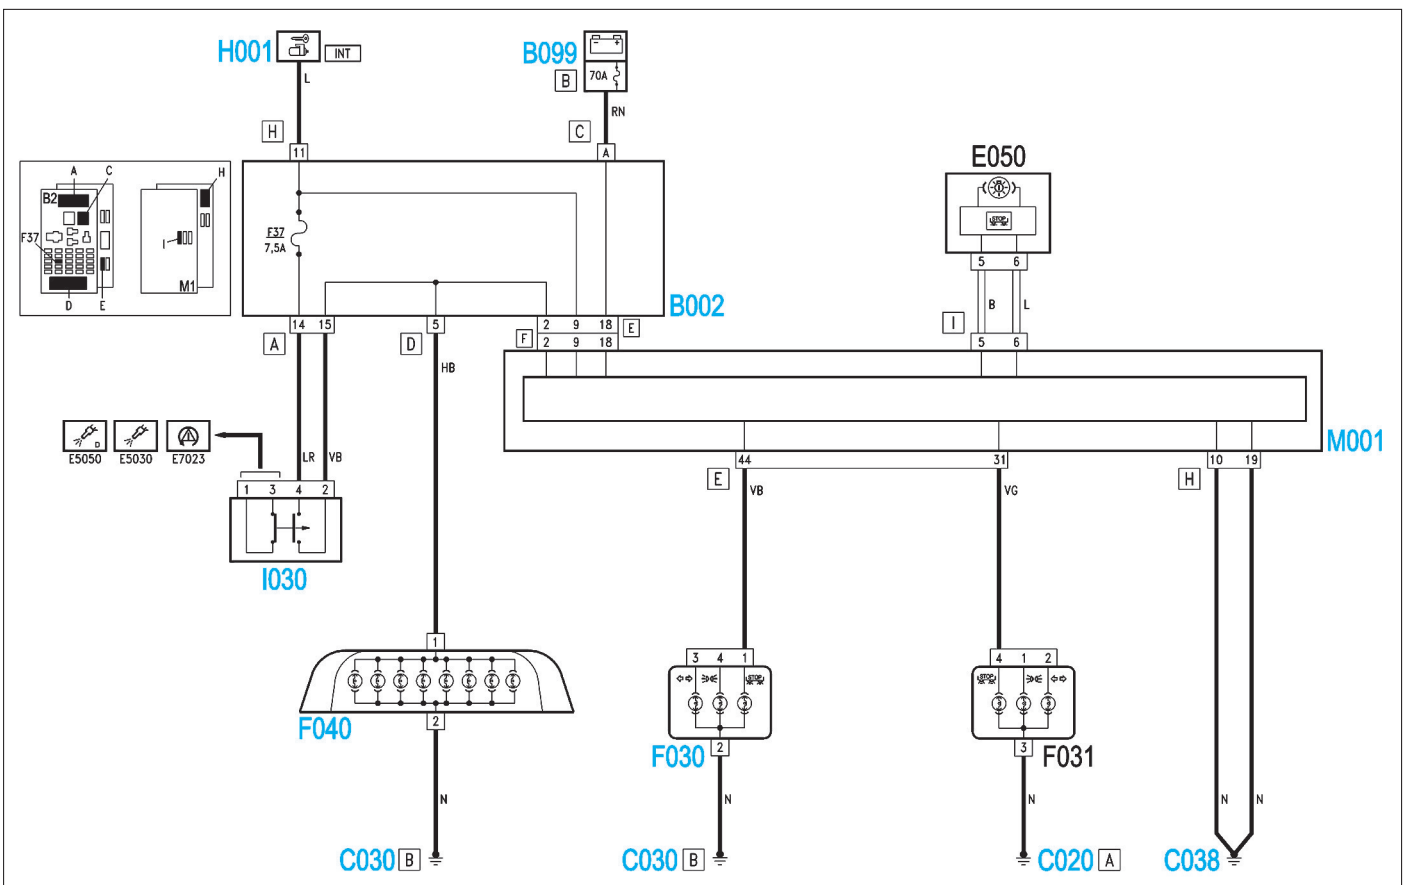 H001
INT
L
H
11
B099
B
70A
RN
C
A
A C
B2
F37
D E
H
I
M1
F37
7,5A
B002
14 15
A
5
D
2 9 18
E
F
2 9 18
E050
STOP
5 6
B L
I
5 6
M001
HB
E5050 E5030 E7023
D
LR VB
1 3 4 2
I030
44
E
VB
31
VG
10 19
H
1
F040
2
N
C030 B
3 4 1
STOP
F030
2
N
C030 B
4 1 2
STOP
3
F031
N
C020 A
N N
C038